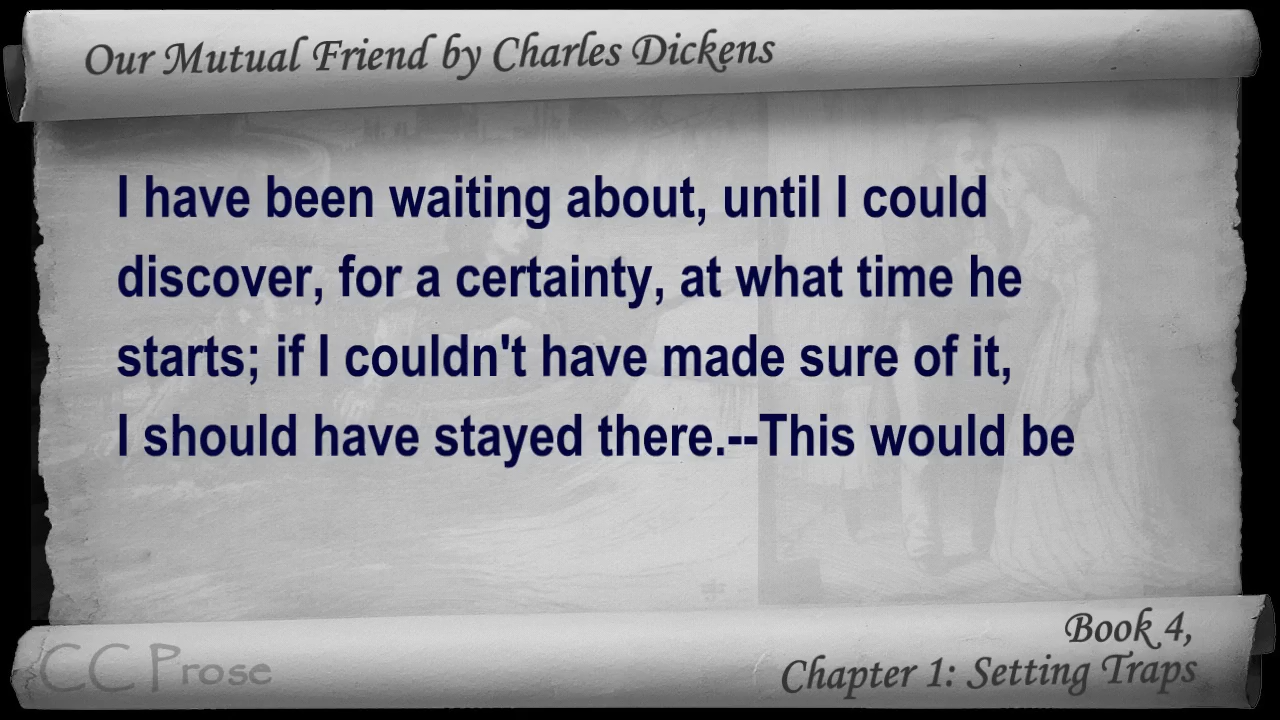 Our Mutual Friend by Charles Dickens
I have been waiting about, until I could
discover, for a certainty, at what time he
starts; if I couldn't have made sure of it,
I should have stayed there.--This would be
Book 4,
Chapter 1: Setting Traps
CC Prose